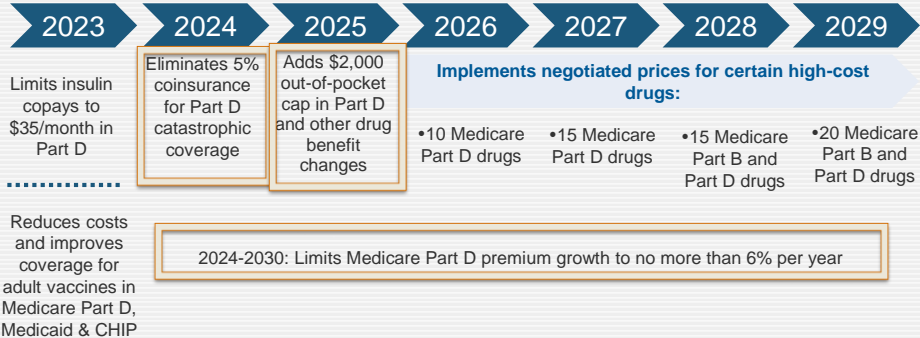 2023
2024
2025
2026
2027
2028
2029
Limits insulin
copays to
$35/month in
Part D
Eliminates 5%
coinsurance
for Part D
catastrophic
coverage
Adds $2,000
out-of-pocket
cap in Part D
and other drug
benefit
changes
Implements negotiated prices for certain high-cost
drugs:
•10 Medicare
Part D drugs
•15 Medicare
Part D drugs
•15 Medicare
Part B and
Part D drugs
•20 Medicare
Part B and
Part D drugs
Reduces costs
and improves
coverage for
adult vaccines in
Medicare Part D,
Medicaid & CHIP
2024-2030: Limits Medicare Part D premium growth to no more than 6% per year